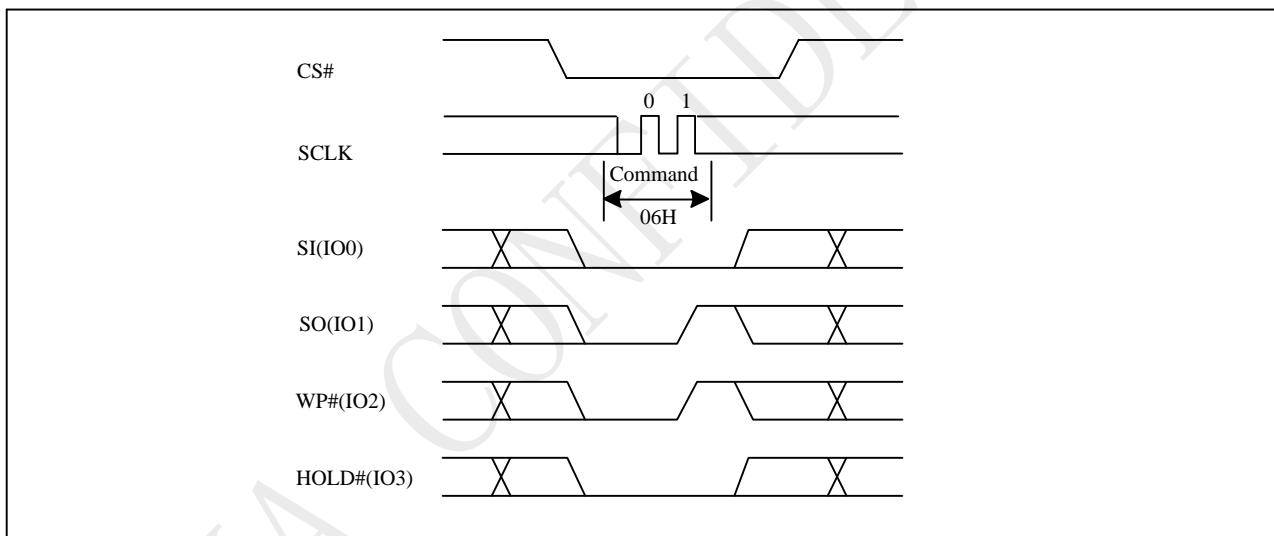 CS#
0 1
SCLK
Command
06H
SI(IO0)
SO(IO1)
WP#(IO2)
HOLD#(IO3)